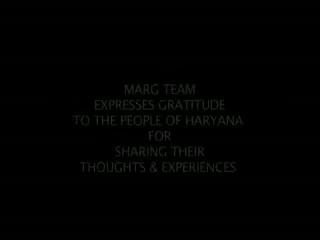 MARG TEAM
EXPRESSES GRATITUDE
TO THE PEOPLE OF HARYANA
FOR
SHARING THEIR
THOUGHTS & EXPERIENCES